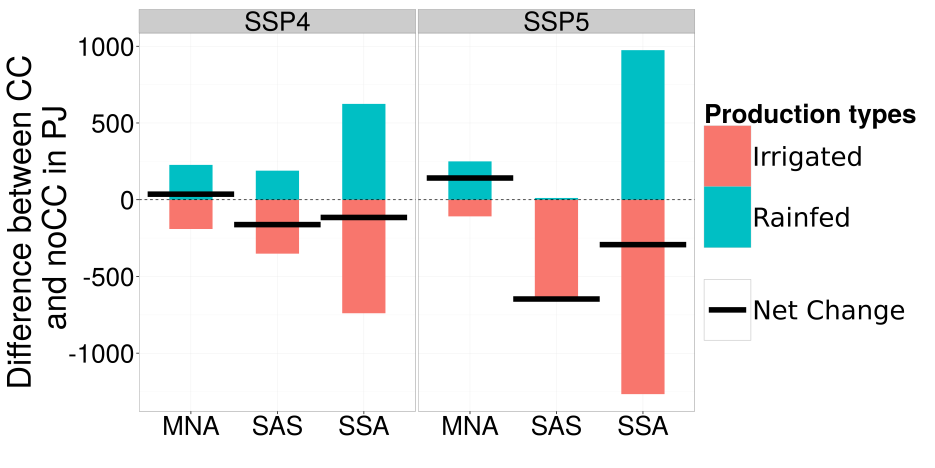 SSP4
SSP5
Difference between CC
and noCC in PJ
1000
500
0
-500
-1000
MNA SAS SSA
MNA SAS SSA
Production types
Irrigated
Rainfed
Net Change